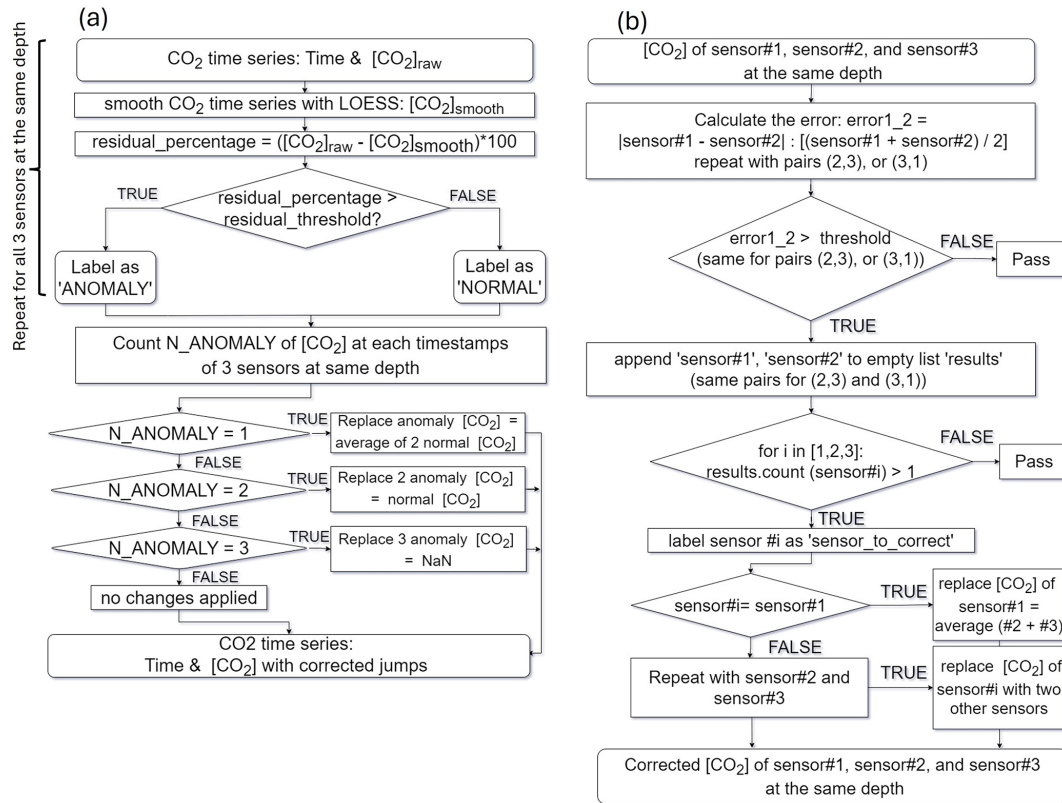 (a)
Repeat for all 3 sensors at the same depth
CO₂ time series: Time & [CO₂]raw
smooth CO₂ time series with LOESS: [CO₂]smooth
residual_percentage = ([CO₂]raw - [CO₂]smooth)*100
residual_percentage >
residual_threshold?
TRUE
FALSE
Label as
'ANOMALY'
Label as
'NORMAL'
Count N_ANOMALY of [CO₂] at each timestamps
of 3 sensors at same depth
N_ANOMALY = 1
TRUE
Replace anomaly [CO₂] =
average of 2 normal [CO₂]
FALSE
N_ANOMALY = 2
TRUE
Replace 2 anomaly [CO₂]
= normal [CO₂]
FALSE
N_ANOMALY = 3
TRUE
Replace 3 anomaly [CO₂]
= NaN
FALSE
no changes applied
CO2 time series:
Time & [CO₂] with corrected jumps
(b)
[CO₂] of sensor#1, sensor#2, and sensor#3
at the same depth
Calculate the error: error1_2 =
|sensor#1 - sensor#2| : [(sensor#1 + sensor#2) / 2]
repeat with pairs (2,3), or (3,1)
error1_2 > threshold
(same for pairs (2,3), or (3,1))
FALSE
Pass
TRUE
append 'sensor#1', 'sensor#2' to empty list 'results'
(same pairs for (2,3) and (3,1))
for i in [1,2,3]:
results.count (sensor#i) > 1
FALSE
Pass
TRUE
label sensor #i as 'sensor_to_correct'
sensor#i= sensor#1
TRUE
replace [CO₂] of
sensor#1 =
average (#2 + #3)
FALSE
Repeat with sensor#2 and
sensor#3
TRUE
replace [CO₂] of
sensor#i with two
other sensors
Corrected [CO₂] of sensor#1, sensor#2, and sensor#3
at the same depth